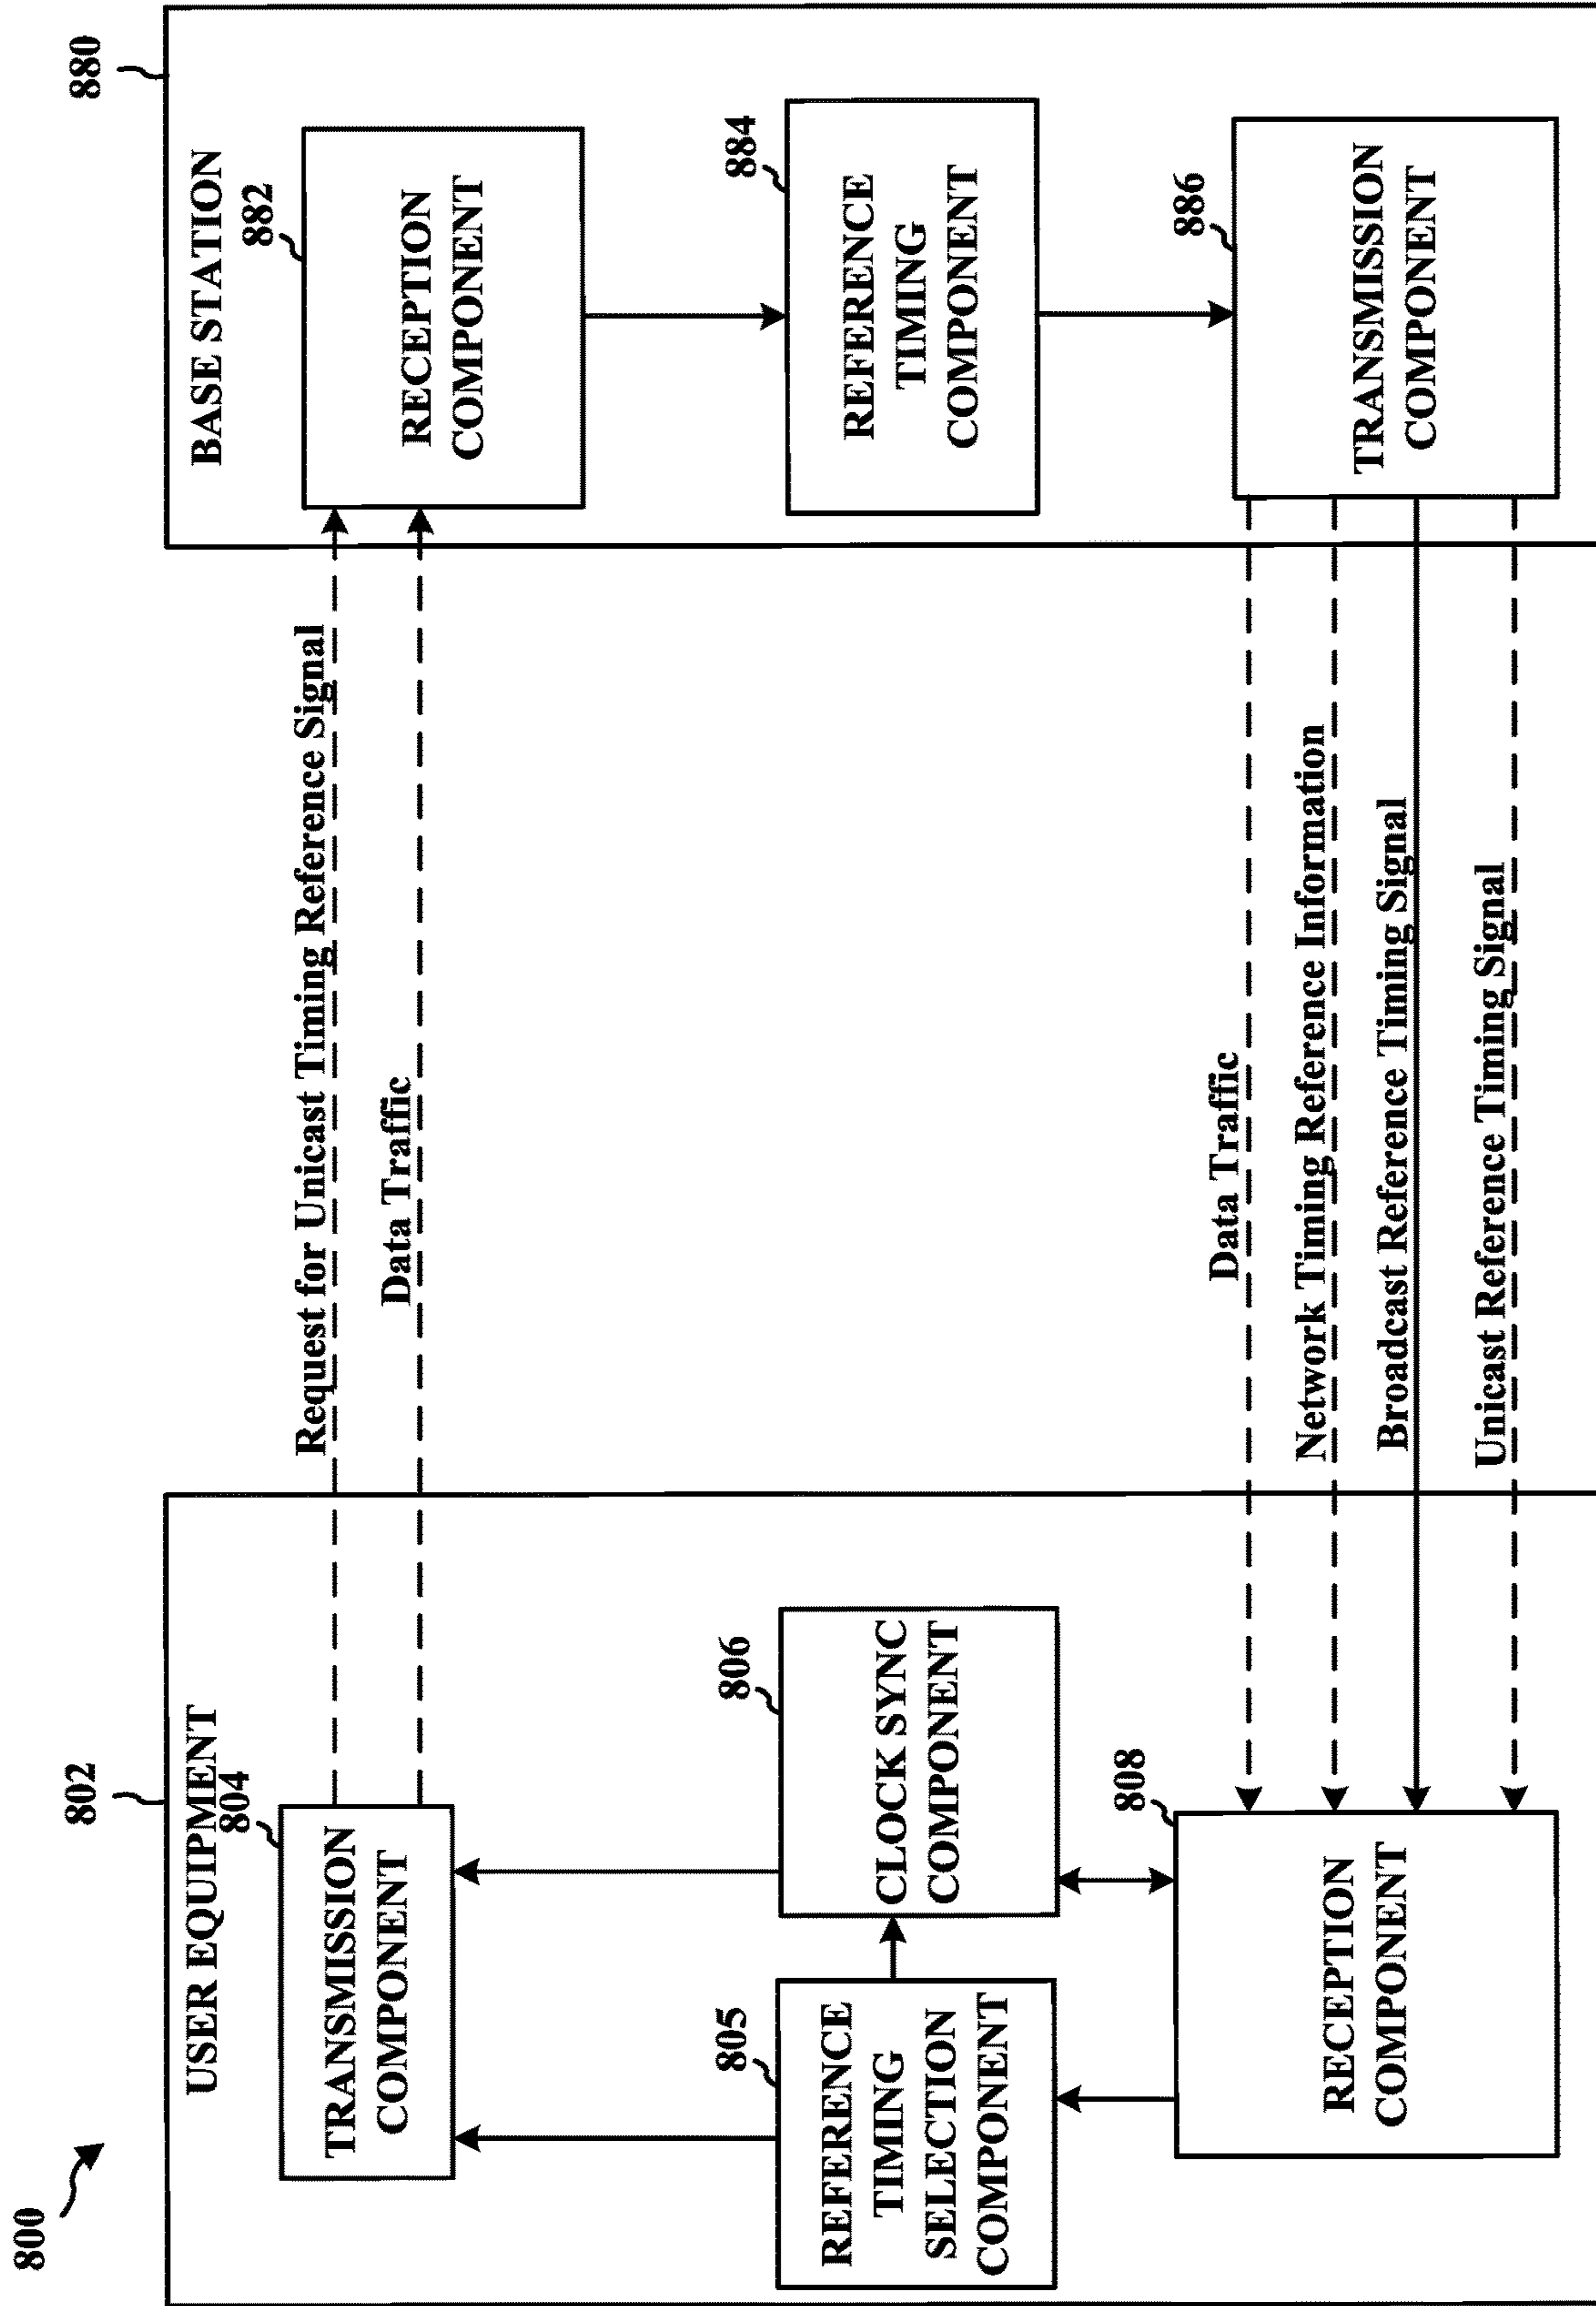 800
802
USER EQUIPMENT
804
TRANSMISSION
COMPONENT
805
REFERENCE
TIMING
SELECTION
COMPONENT
806
CLOCK SYNC
COMPONENT
808
RECEPTION
COMPONENT
Request for Unicast Timing Reference Signal
Data Traffic
Data Traffic
Network Timing Reference Information
Broadcast Reference Timing Signal
Unicast Reference Timing Signal
880
BASE STATION
882
RECEPTION
COMPONENT
884
REFERENCE
TIMING
COMPONENT
886
TRANSMISSION
COMPONENT